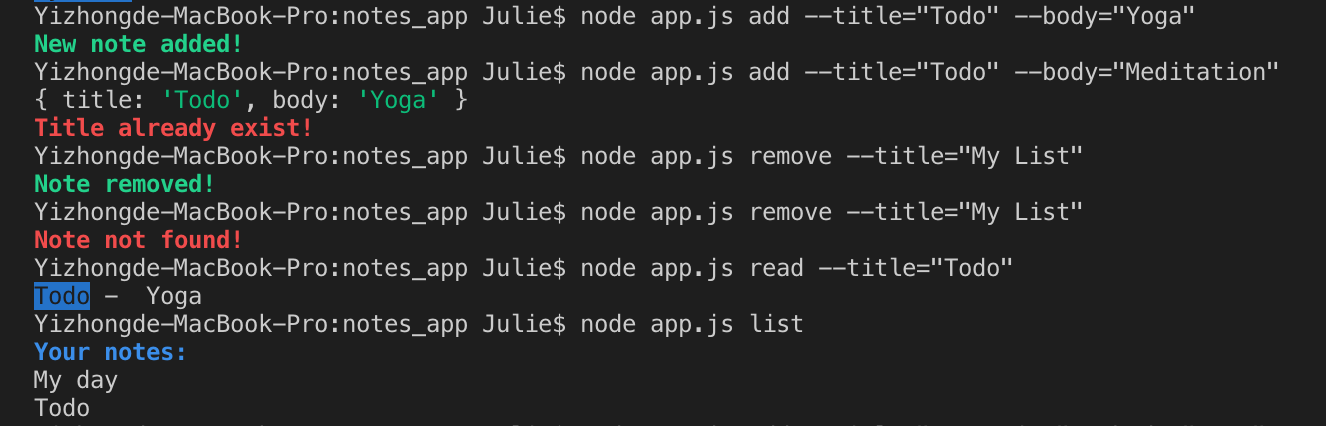 Yizhongde-MacBook-Pro:notes_app Julie$ node app.js add --title="Todo" --body="Yoga"
New note added!
Yizhongde-MacBook-Pro:notes_app Julie$ node app.js add --title="Todo" --body="Meditation"
{ title: 'Todo', body: 'Yoga' }
Title already exist!
Yizhongde-MacBook-Pro:notes_app Julie$ node app.js remove --title="My List"
Note removed!
Yizhongde-MacBook-Pro:notes_app Julie$ node app.js remove --title="My List"
Note not found!
Yizhongde-MacBook-Pro:notes_app Julie$ node app.js read --title="Todo"
Todo -  Yoga
Yizhongde-MacBook-Pro:notes_app Julie$ node app.js list
Your notes:
My day
Todo